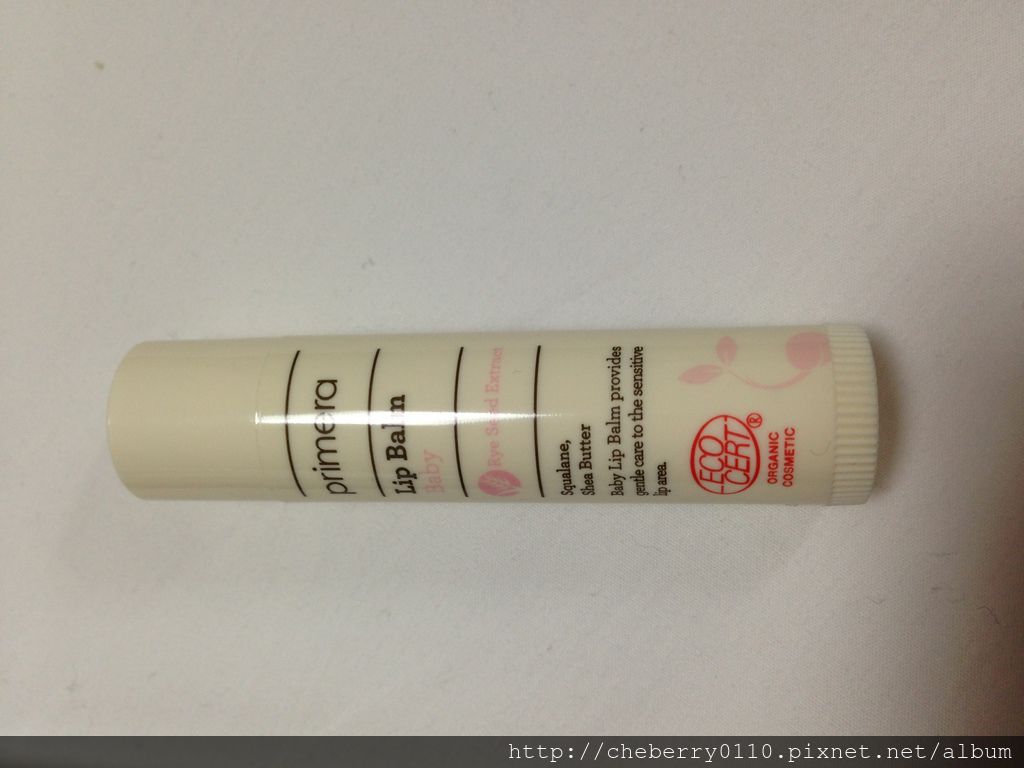 primera
Lip Balm
Baby
Rye Seed Extract
Squalane,
Shea Butter
Baby Lip Balm provides
gentle care to the sensitive
lip area.
ECO
CERT®
ORGANIC
COSMETIC
http://cheberry0110.pixnet.net/album